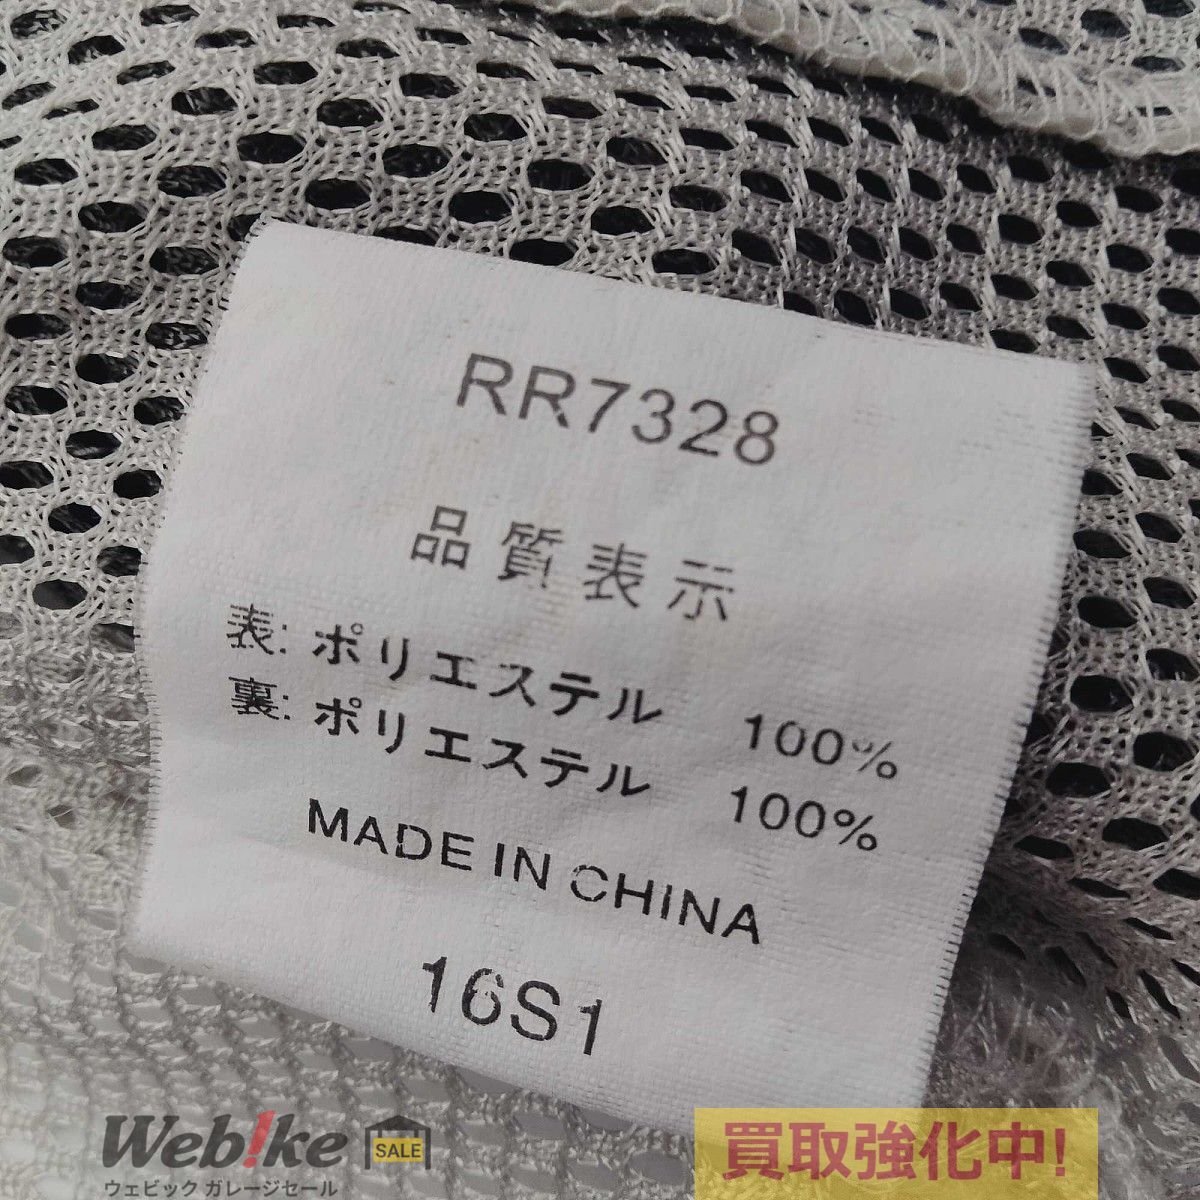 RR7328
品質表示
表: ポリエステル 100%
裏: ポリエステル 100%
MADE IN CHINA
16S1
Web!ke SALE
ウェビック ガレージセール
買取強化中!